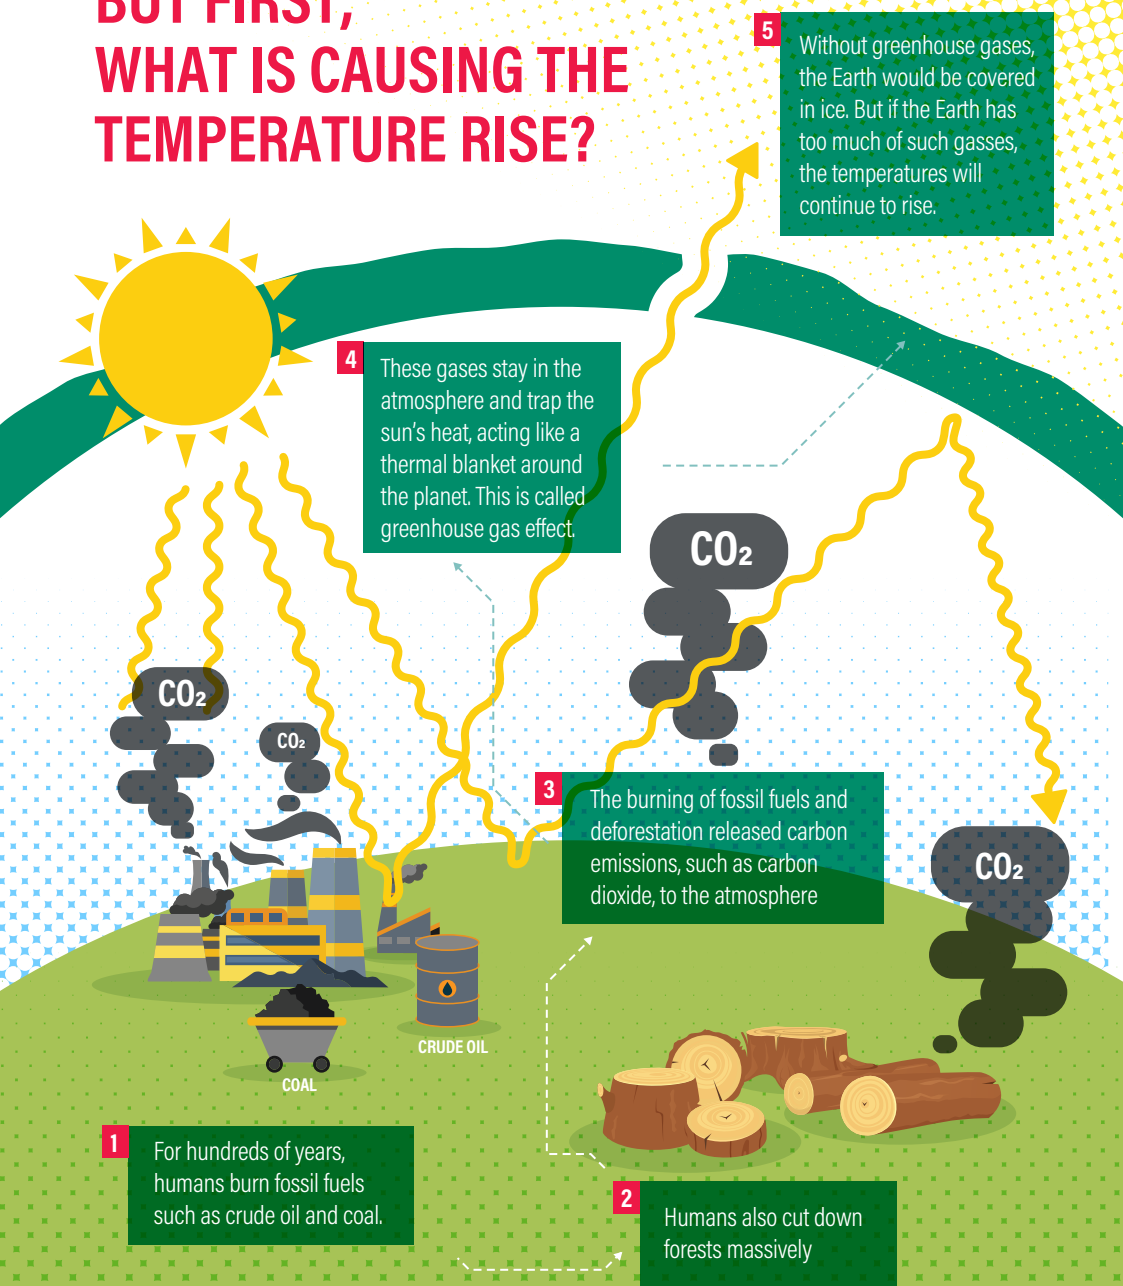 BUT FIRST,
WHAT IS CAUSING THE
TEMPERATURE RISE?
5
Without greenhouse gases,
the Earth would be covered
in ice. But if the Earth has
too much of such gasses,
the temperatures will
continue to rise.
4
These gases stay in the
atmosphere and trap the
sun's heat, acting like a
thermal blanket around
the planet. This is called
greenhouse gas effect.
CO₂
CO₂
CO₂
3
The burning of fossil fuels and
deforestation released carbon
emissions, such as carbon
dioxide, to the atmosphere
CO₂
CRUDE OIL
COAL
1
For hundreds of years,
humans burn fossil fuels
such as crude oil and coal.
2
Humans also cut down
forests massively